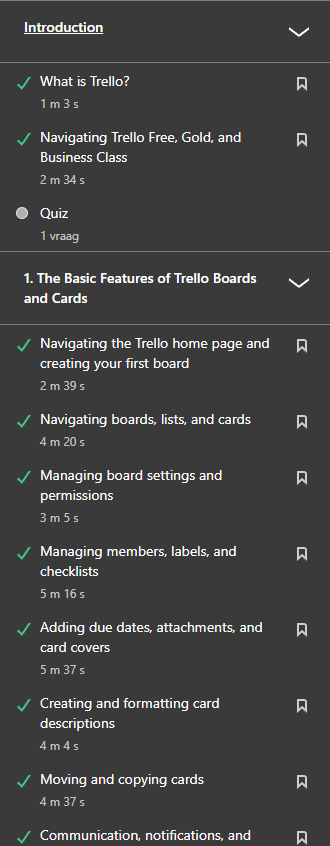 Introduction
What is Trello?
1 m 3 s
Navigating Trello Free, Gold, and
Business Class
2 m 34 s
Quiz
1 vraag
1. The Basic Features of Trello Boards
and Cards
Navigating the Trello home page and
creating your first board
2 m 39 s
Navigating boards, lists, and cards
4 m 20 s
Managing board settings and
permissions
3 m 5 s
Managing members, labels, and
checklists
5 m 16 s
Adding due dates, attachments, and
card covers
5 m 37 s
Creating and formatting card
descriptions
4 m 4 s
Moving and copying cards
4 m 37 s
Communication, notifications, and